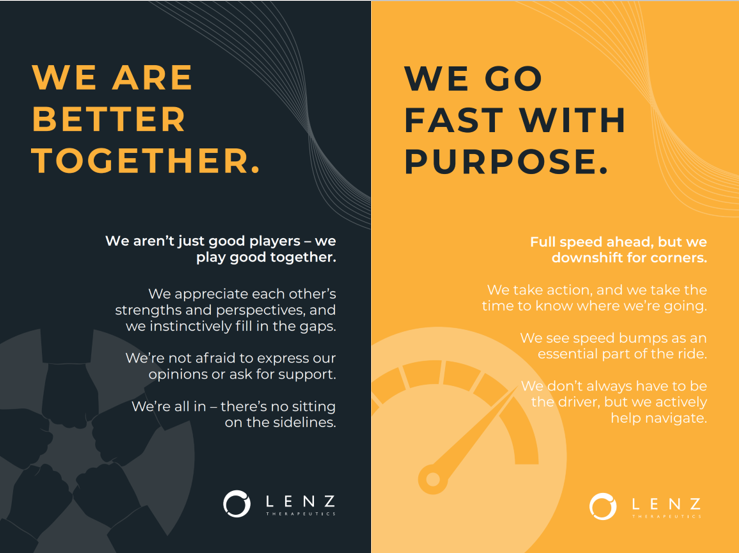 WE ARE
BETTER
TOGETHER.
We aren’t just good players – we
play good together.
We appreciate each other’s
strengths and perspectives, and
we instinctively fill in the gaps.
We’re not afraid to express our
opinions or ask for support.
We’re all in – there’s no sitting
on the sidelines.
LENZ
THERAPEUTICS
WE GO
FAST WITH
PURPOSE.
Full speed ahead, but we
downshift for corners.
We take action, and we take the
time to know where we’re going.
We see speed bumps as an
essential part of the ride.
We don’t always have to be
the driver, but we actively
help navigate.
LENZ
THERAPEUTICS